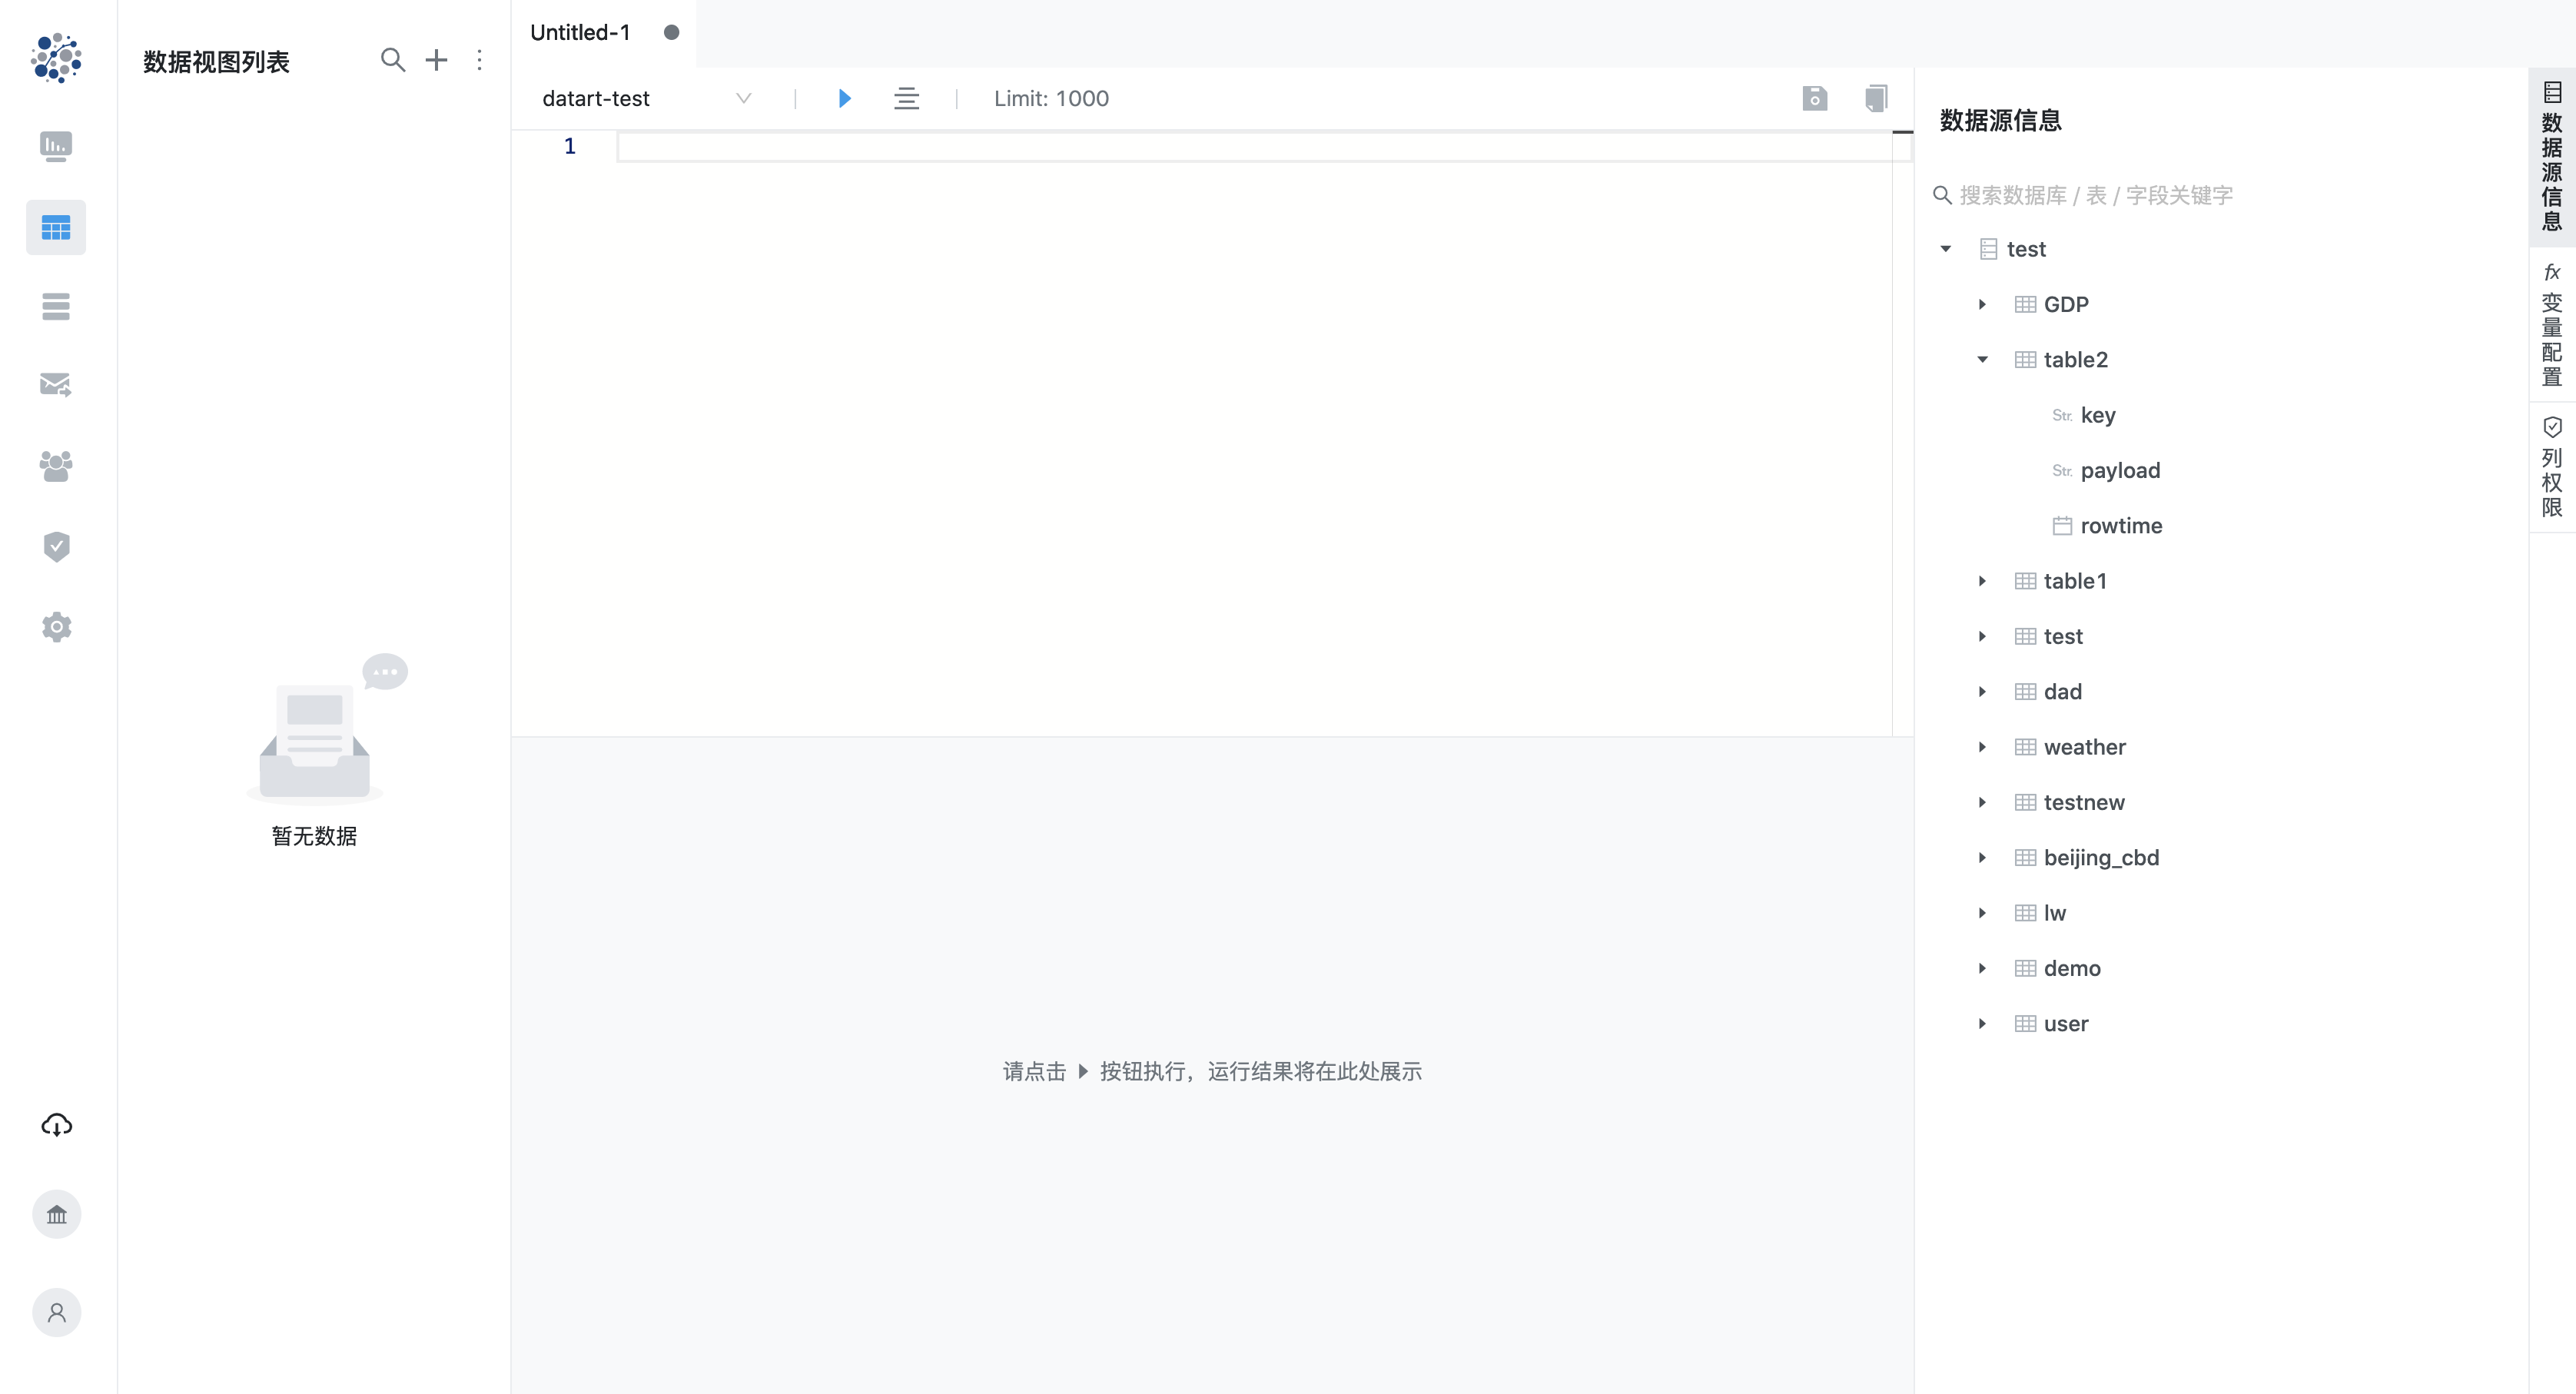 数据视图列表
Untitled-1
datart-test
Limit: 1000
1
暂无数据
请点击 按钮执行，运行结果将在此处展示
数据源信息
搜索数据库 / 表 / 字段关键字
test
GDP
table2
Str. key
Str. payload
rowtime
table1
test
dad
weather
testnew
beijing_cbd
lw
demo
user
数据源信息
fx
变量配置
列权限